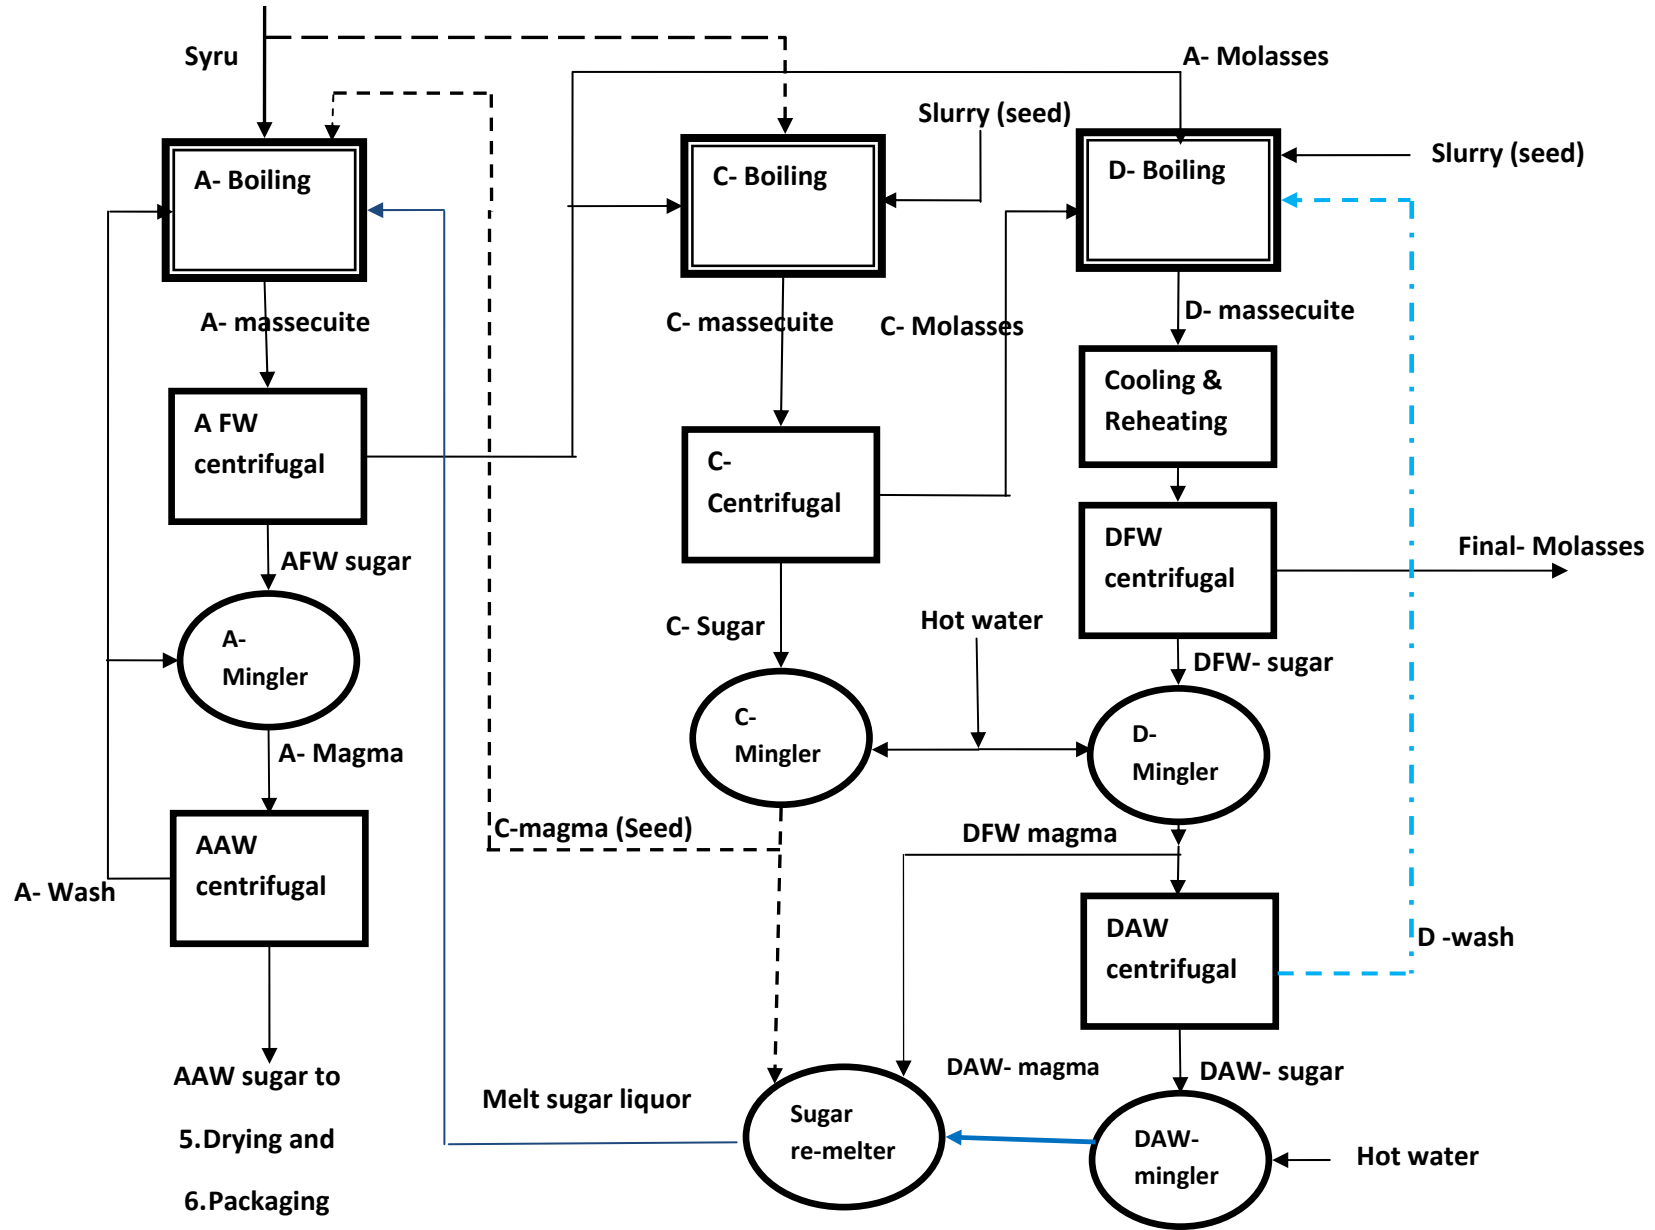 Syru
A- Molasses
Slurry (seed)
Slurry (seed)
A- Boiling
C- Boiling
D- Boiling
A- massecuite
C- massecuite
C- Molasses
D- massecuite
Cooling &
Reheating
A FW
centrifugal
C-
Centrifugal
DFW
centrifugal
Final- Molasses
AFW sugar
C- Sugar
Hot water
DFW- sugar
A-
Mingler
C-
Mingler
D-
Mingler
A- Magma
C-magma (Seed)
DFW magma
AAW
centrifugal
A- Wash
DAW
centrifugal
D -wash
AAW sugar to
5.Drying and
6.Packaging
Melt sugar liquor
DAW- magma
DAW- sugar
Sugar
re-melter
DAW-
mingler
Hot water